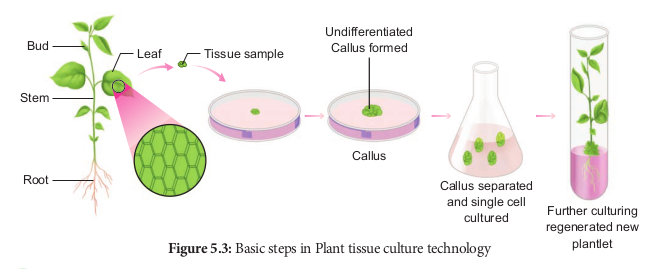 Bud
Leaf
Tissue sample
Stem
Root
Undifferentiated
Callus formed
Callus
Callus separated
and single cell
cultured
Further culturing
regenerated new
plantlet
Figure 5.3: Basic steps in Plant tissue culture technology